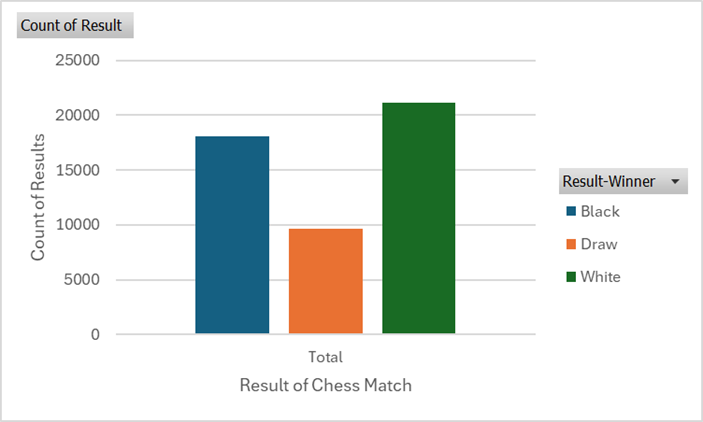 Count of Result
25000
20000
15000
10000
5000
0
Count of Results
Total
Result of Chess Match
Result-Winner
Black
Draw
White